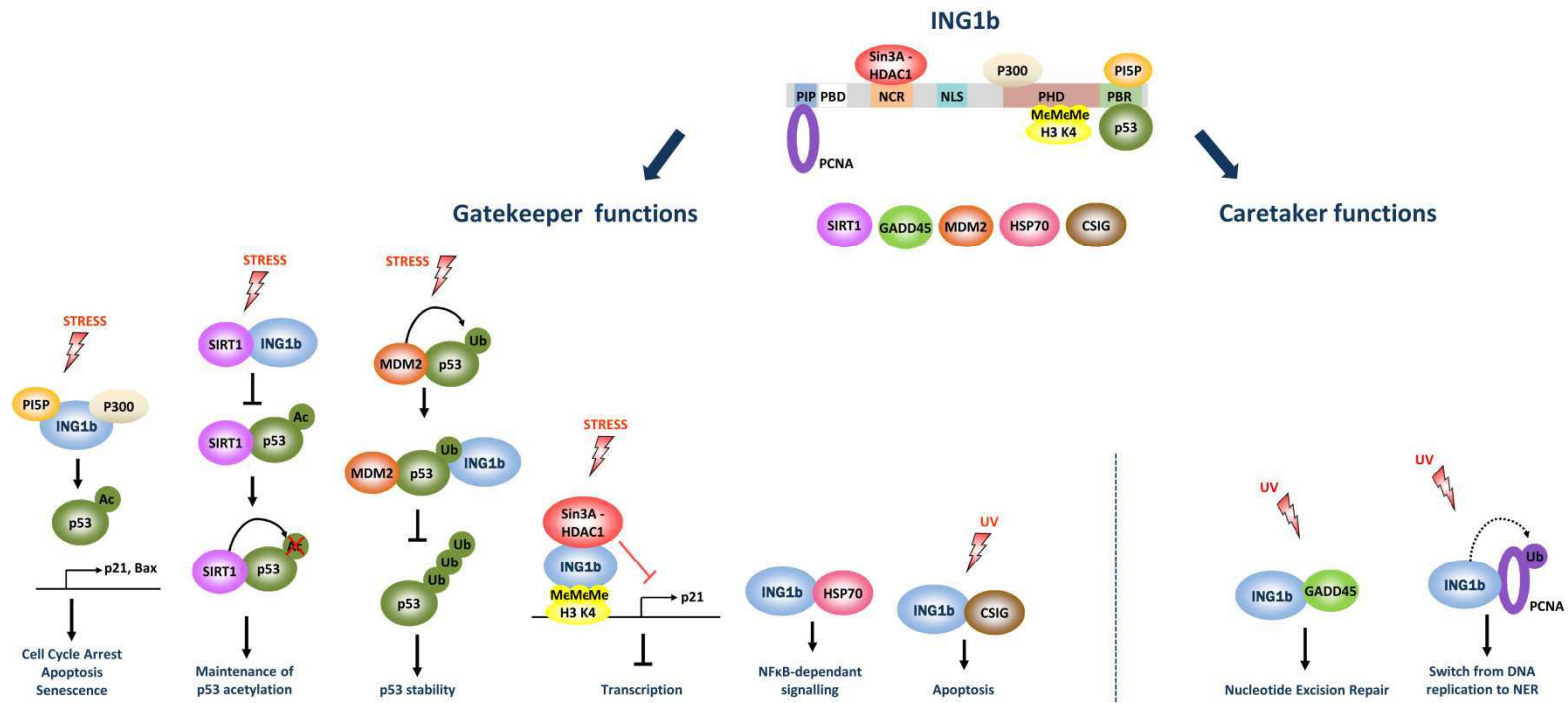 ING1b
Sin3A -
HDAC1
P300
PI5P
PIP PBD NCR NLS PHD PBR
MeMeMe
H3 K4
p53
PCNA
Gatekeeper functions
Caretaker functions
SIRT1 GADD45 MDM2 HSP70 CSIG
STRESS
PI5P
P300
ING1b
Ac
p53
p21, Bax
Cell Cycle Arrest
Apoptosis
Senescence
STRESS
SIRT1 ING1b
Ac
SIRT1 p53
Ac
SIRT1 p53
Maintenance of
p53 acetylation
STRESS
Ub
MDM2 p53
Ub
MDM2 p53 ING1b
Ub
Ub
Ub
p53
p53 stability
STRESS
Sin3A -
HDAC1
ING1b
MeMeMe
H3 K4
p21
Transcription
ING1b HSP70
NFκB-dependant
signalling
UV
ING1b CSIG
Apoptosis
UV
ING1b GADD45
Nucleotide Excision Repair
UV
Ub
ING1b
PCNA
Switch from DNA
replication to NER